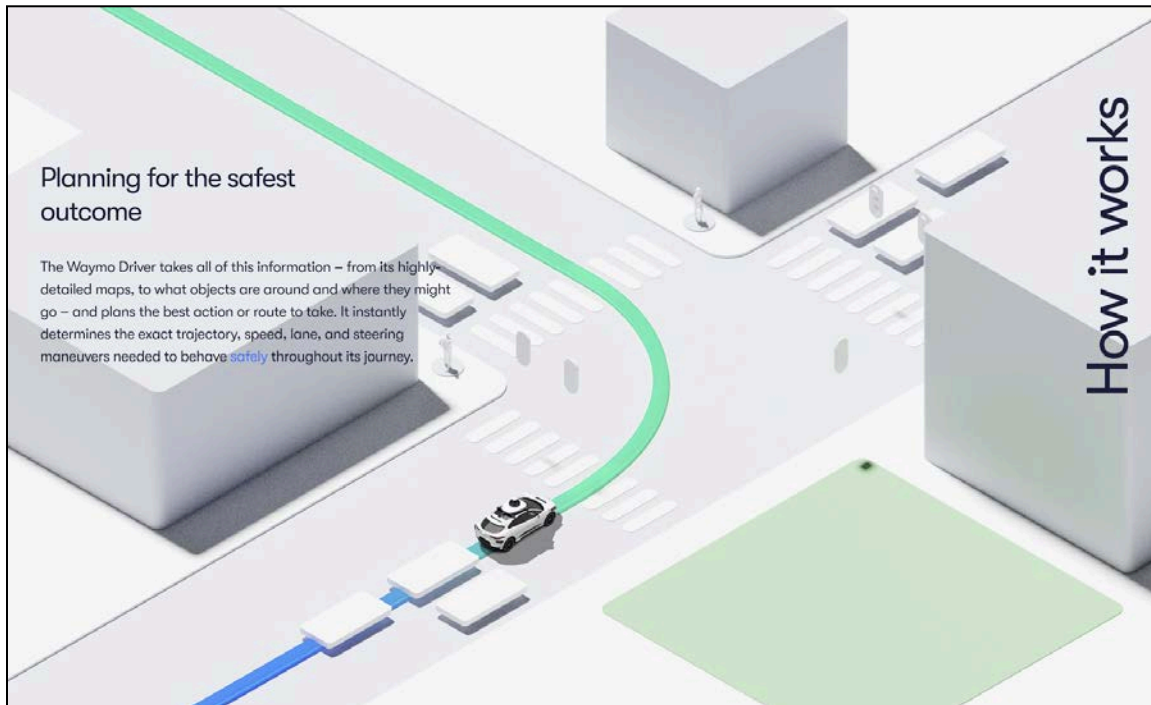 Planning for the safest
outcome
The Waymo Driver takes all of this information – from its highly-
detailed maps, to what objects are around and where they might
go – and plans the best action or route to take. It instantly
determines the exact trajectory, speed, lane, and steering
maneuvers needed to behave safely throughout its journey.
How it works